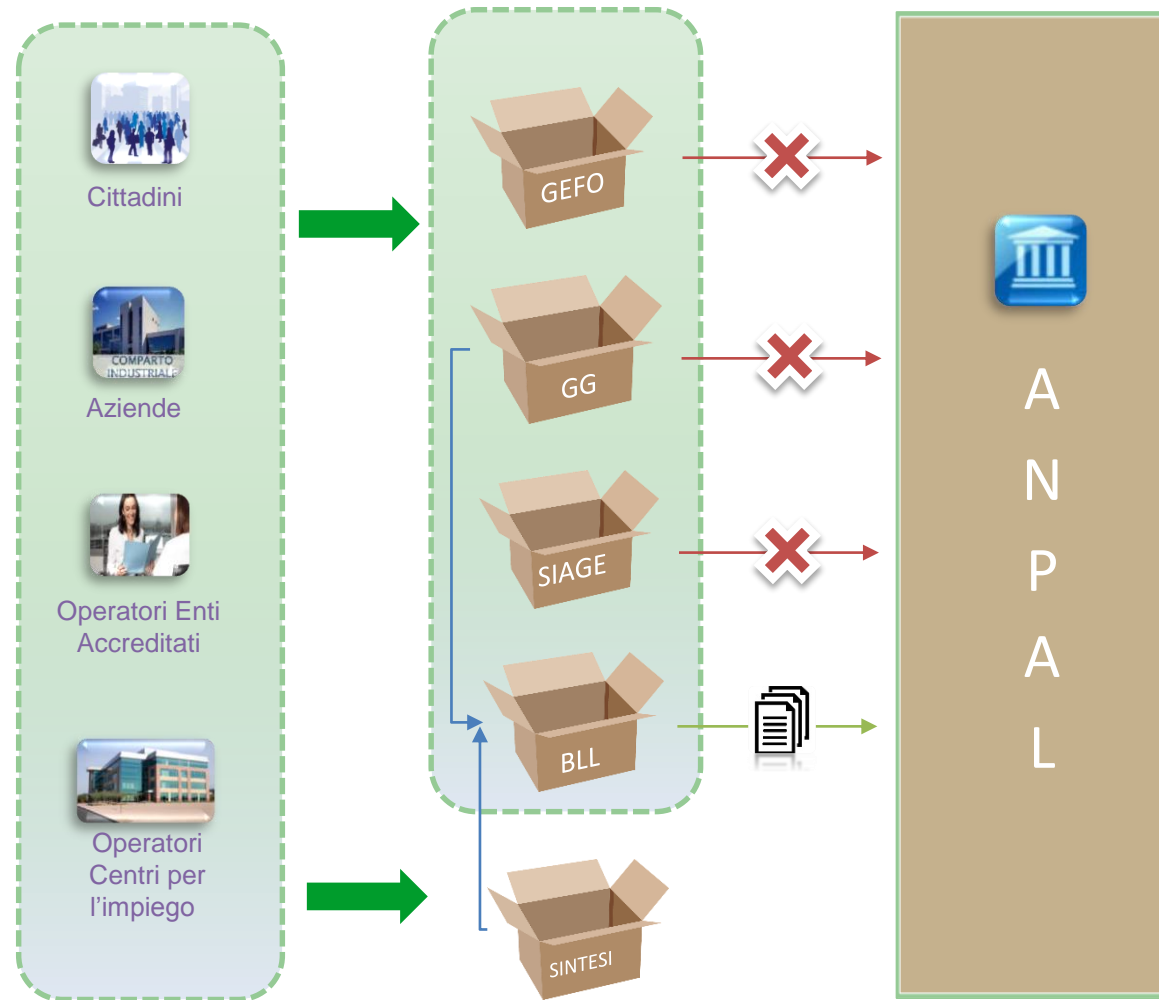 Cittadini
COMPARTO
INDUSTRIALE
Aziende
Operatori Enti
Accreditati
Operatori
Centri per
l’impiego
GEFO
GG
SIAGE
BLL
SINTESI
A
N
P
A
L